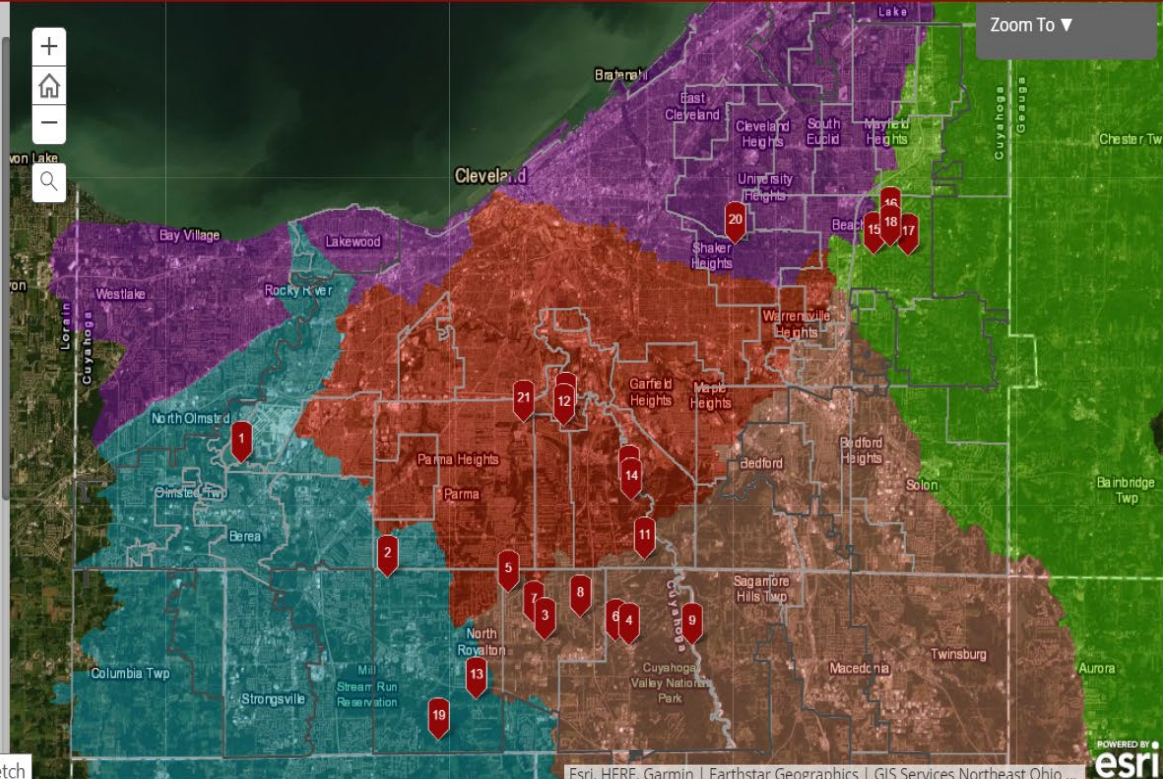 Lake
Zoom To ▼
+
−
Bratenahl
East
Cleveland
Cleveland
Heights
South
Euclid
Mayfield
Heights
Cuyahoga
Geauga
Chester Tw
von Lake
Cleveland
University
Heights
16
20
15
18
17
Beach
Bay Village
Lakewood
Shaker
Heights
on
Westlake
Rocky River
Lorain
Cuyahoga
Warrensville
Heights
Garfield
Heights
Maple
Heights
21
12
North Olmsted
1
Parma Heights
Bedford
Bedford
Heights
14
Solon
Bainbridge
Twp
Olmsted Twp
Parma
Berea
11
2
5
Sagamore
Hills Twp
7
8
3
6
4
9
Cuyahoga
North
Royalton
Twinsburg
13
Columbia Twp
Mill
Stream Run
Reservation
Cuyahoga
Valley National
Park
Macedonia
Aurora
Strongsville
19
POWERED BY
esri
etch
Esri, HERE, Garmin | Earthstar Geographics | GIS Services Northeast Ohio ...